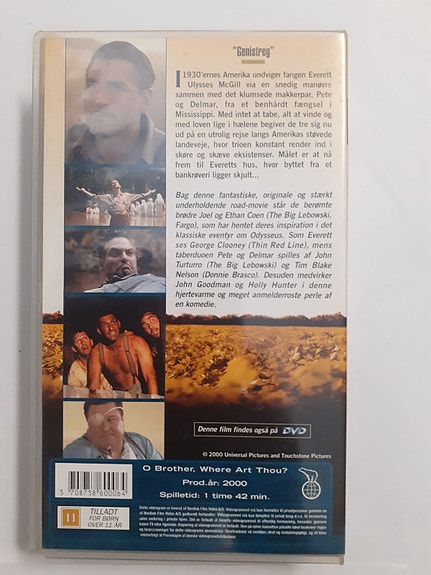 "Genistreg"
I 1930'ernes Amerika undviger fangen Everett
Ulysses McGill via en snedig manøvre
sammen med det klumsede makkerpar, Pete
og Delmar, fra et benhårdt fængsel i
Mississippi. Med intet at tabe, alt at vinde og
med loven lige i hælene begiver de tre sig nu
ud på en utrolig rejse langs Amerikas støvede
landeveje, hvor trioen konstant render ind i
skøre og skæve eksistenser. Målet er at nå
frem til Everetts hus, hvor byttet fra et
bankrøveri ligger skjult...
Bag denne fantastiske, originale og stærkt
underholdende road-movie står de berømte
brødre Joel og Ethan Coen (The Big Lebowski,
Fargo), som har hentet deres inspiration i det
klassiske eventyr om Odysseus. Som Everett
ses George Clooney (Thin Red Line), mens
taberduoen Pete og Delmar spilles af John
Turturro (The Big Lebowski) og Tim Blake
Nelson (Donnie Brasco). Desuden medvirker
John Goodman og Holly Hunter i denne
hjertevarme og meget anmelderroste perle af
en komedie.
Denne film findes også på DVD
© 2000 Universal Pictures and Touchstone Pictures
O Brother, Where Art Thou?
Prod.år: 2000
Spilletid: 1 time 42 min.
5 708758 600064
11
TILLADT
FOR BØRN
OVER 11 ÅR